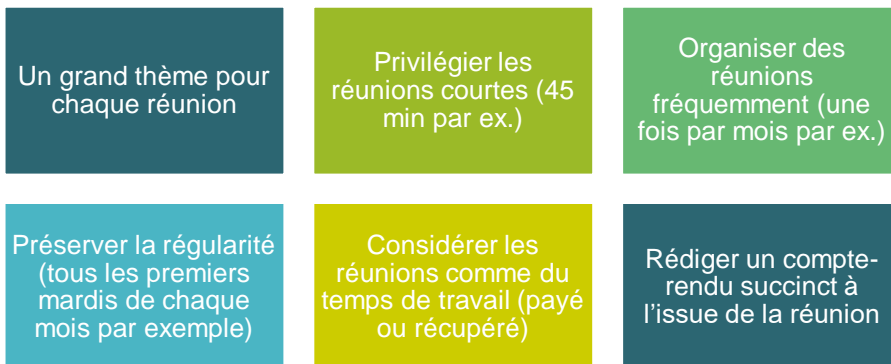 Un grand thème pour
chaque réunion
Privilégier les
réunions courtes (45
min par ex.)
Organiser des
réunions
fréquemment (une
fois par mois par ex.)
Préserver la régularité
(tous les premiers
mardis de chaque
mois par exemple)
Considérer les
réunions comme du
temps de travail (payé
ou récupéré)
Rédiger un compte-
rendu succinct à
l’issue de la réunion